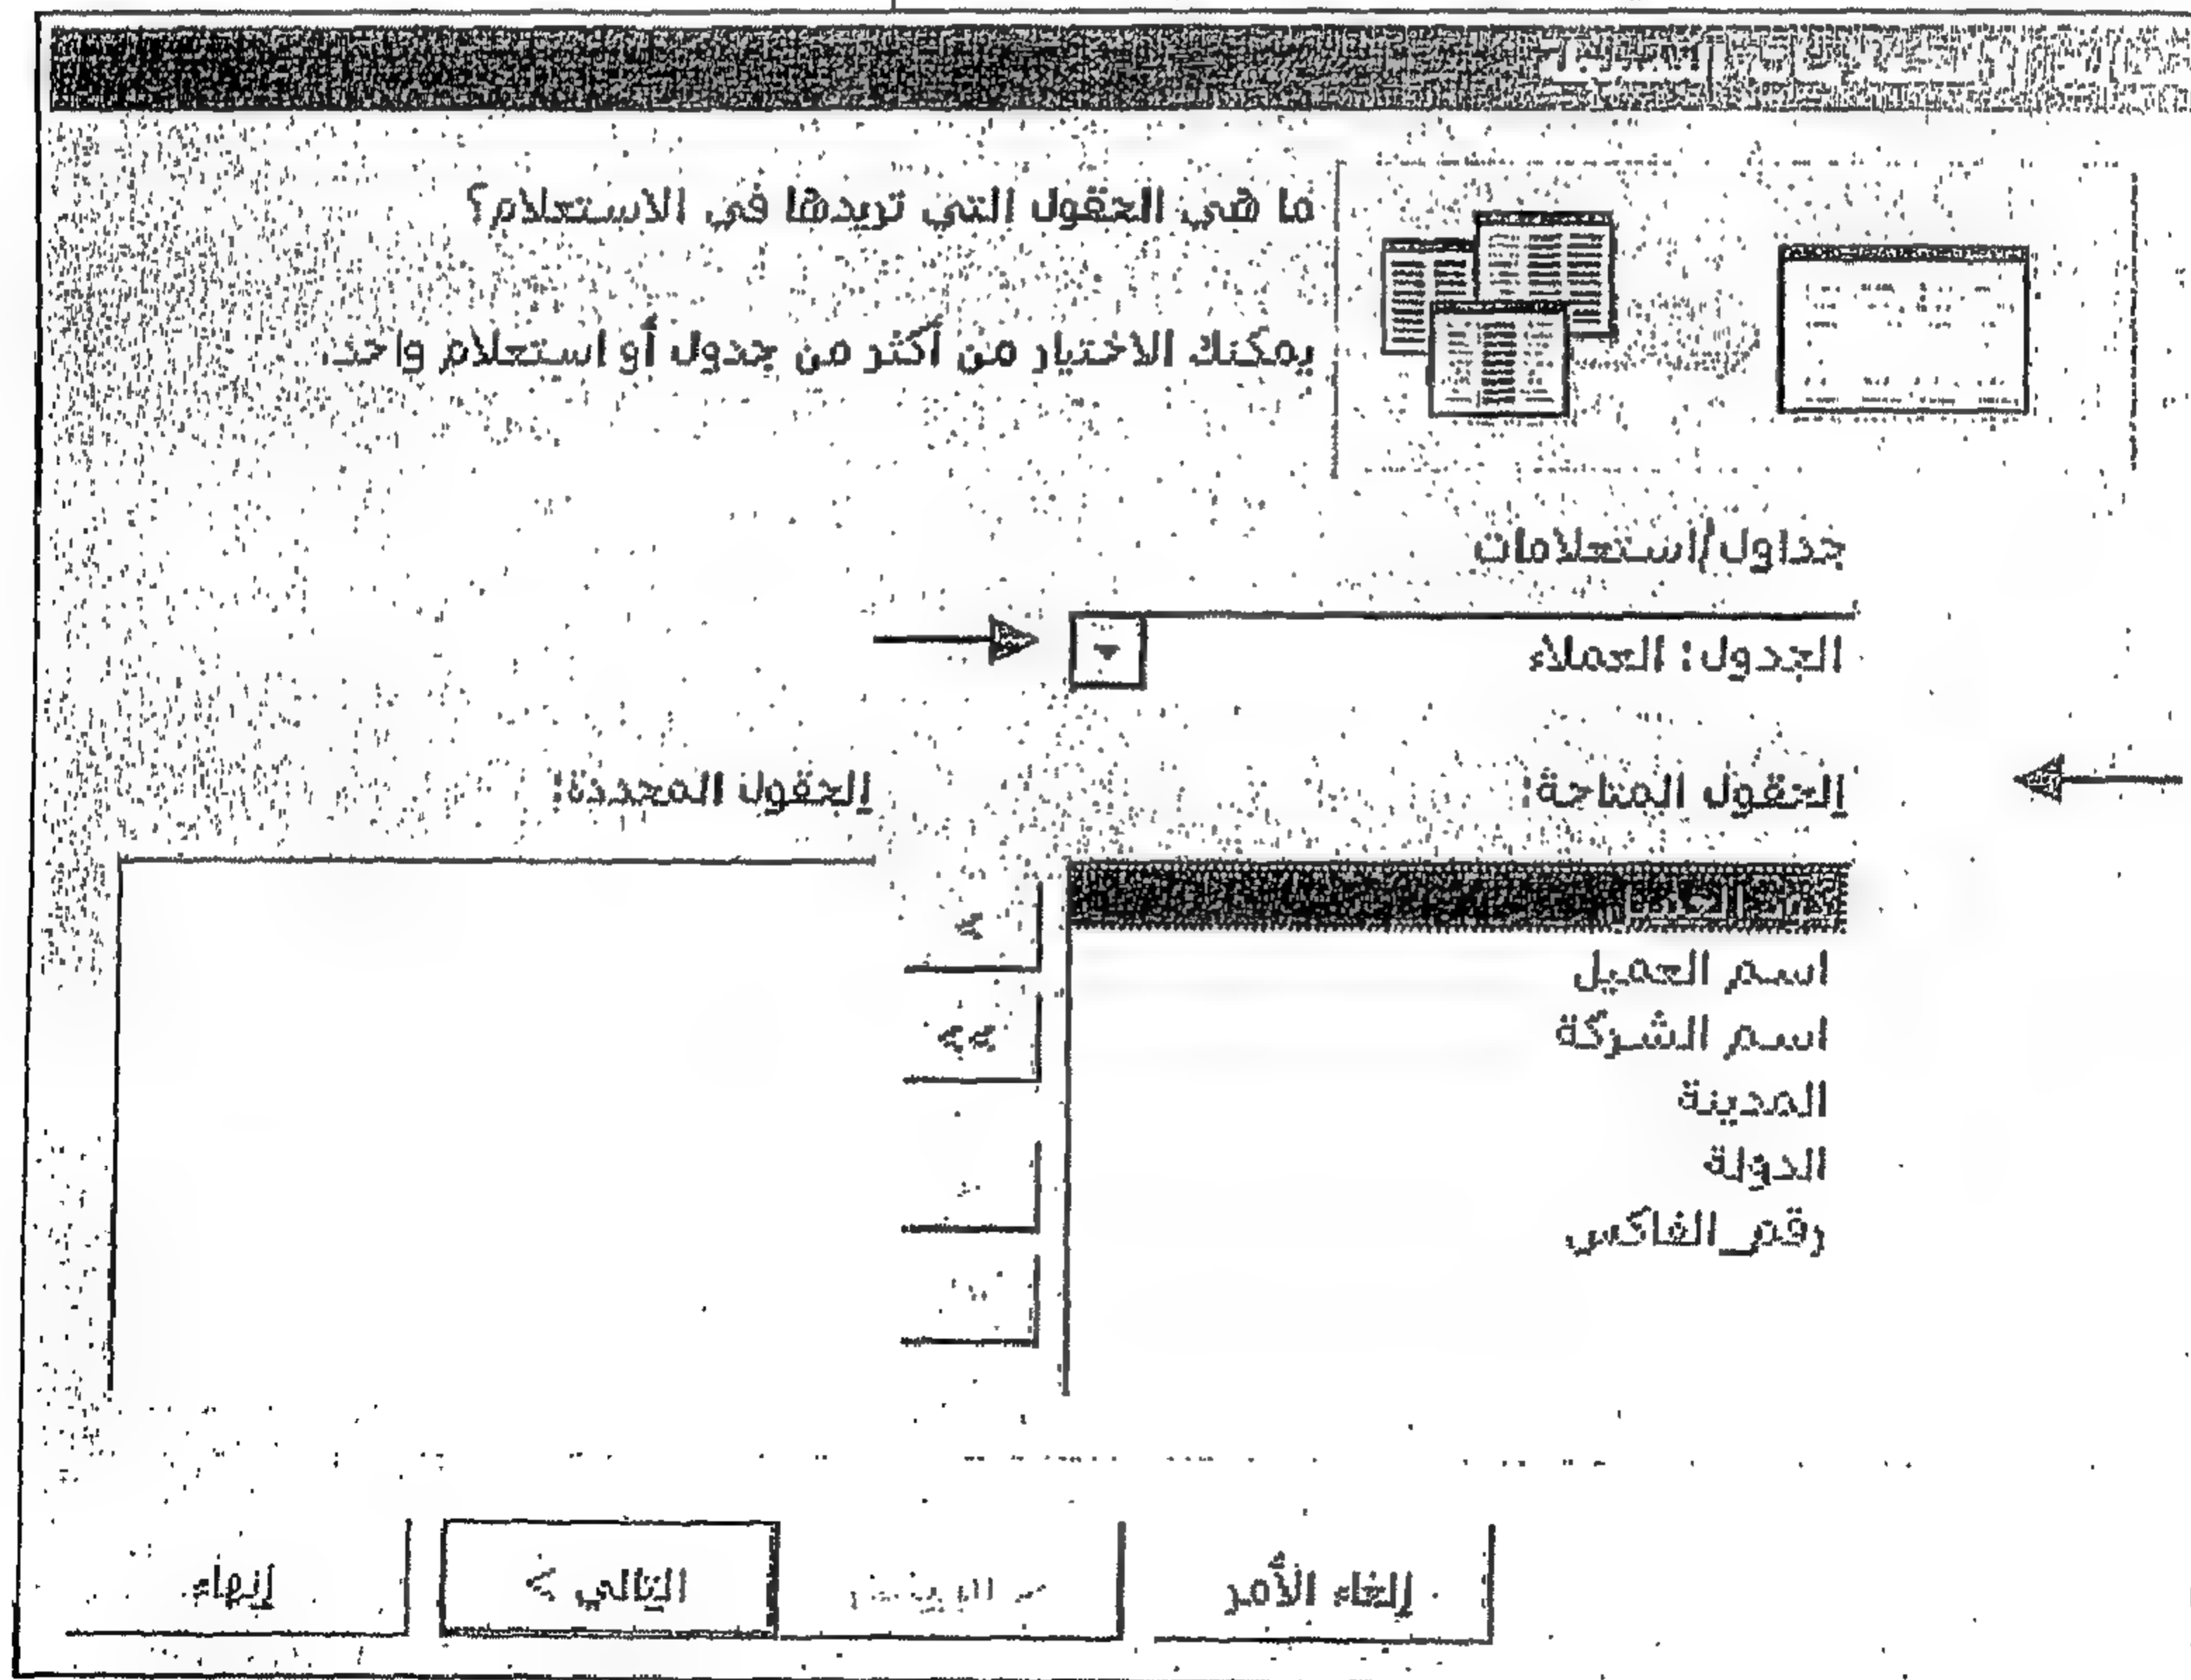 ما هي الحقول التي تريدها في الاستعلام؟
يمكنك الاختيار من أكثر من جدول أو استعلام واحد.
جداول/استعلامات
الجدول: العملاء
الحقول المتاحة:
الحقول المحددة:
اسم العميل
اسم الشركة
المدينة
الدولة
رقم_الفاكس
>
>>
إلغاء الأمر
التالي >
إنهاء